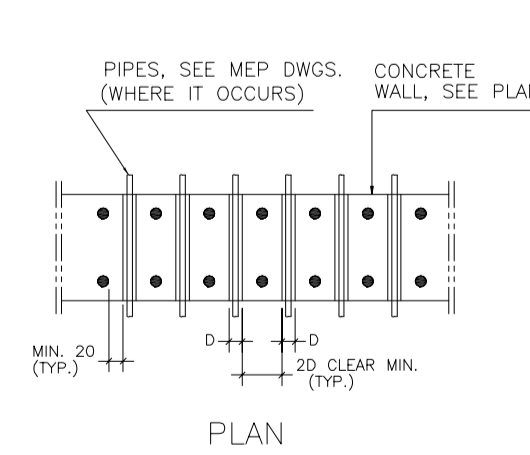 PIPES, SEE MEP DWGS.
(WHERE IT OCCURS)
CONCRETE
WALL, SEE
MIN. 20
(TYP.)
D
D
2D CLEAR MIN.
(TYP.)
PLAN